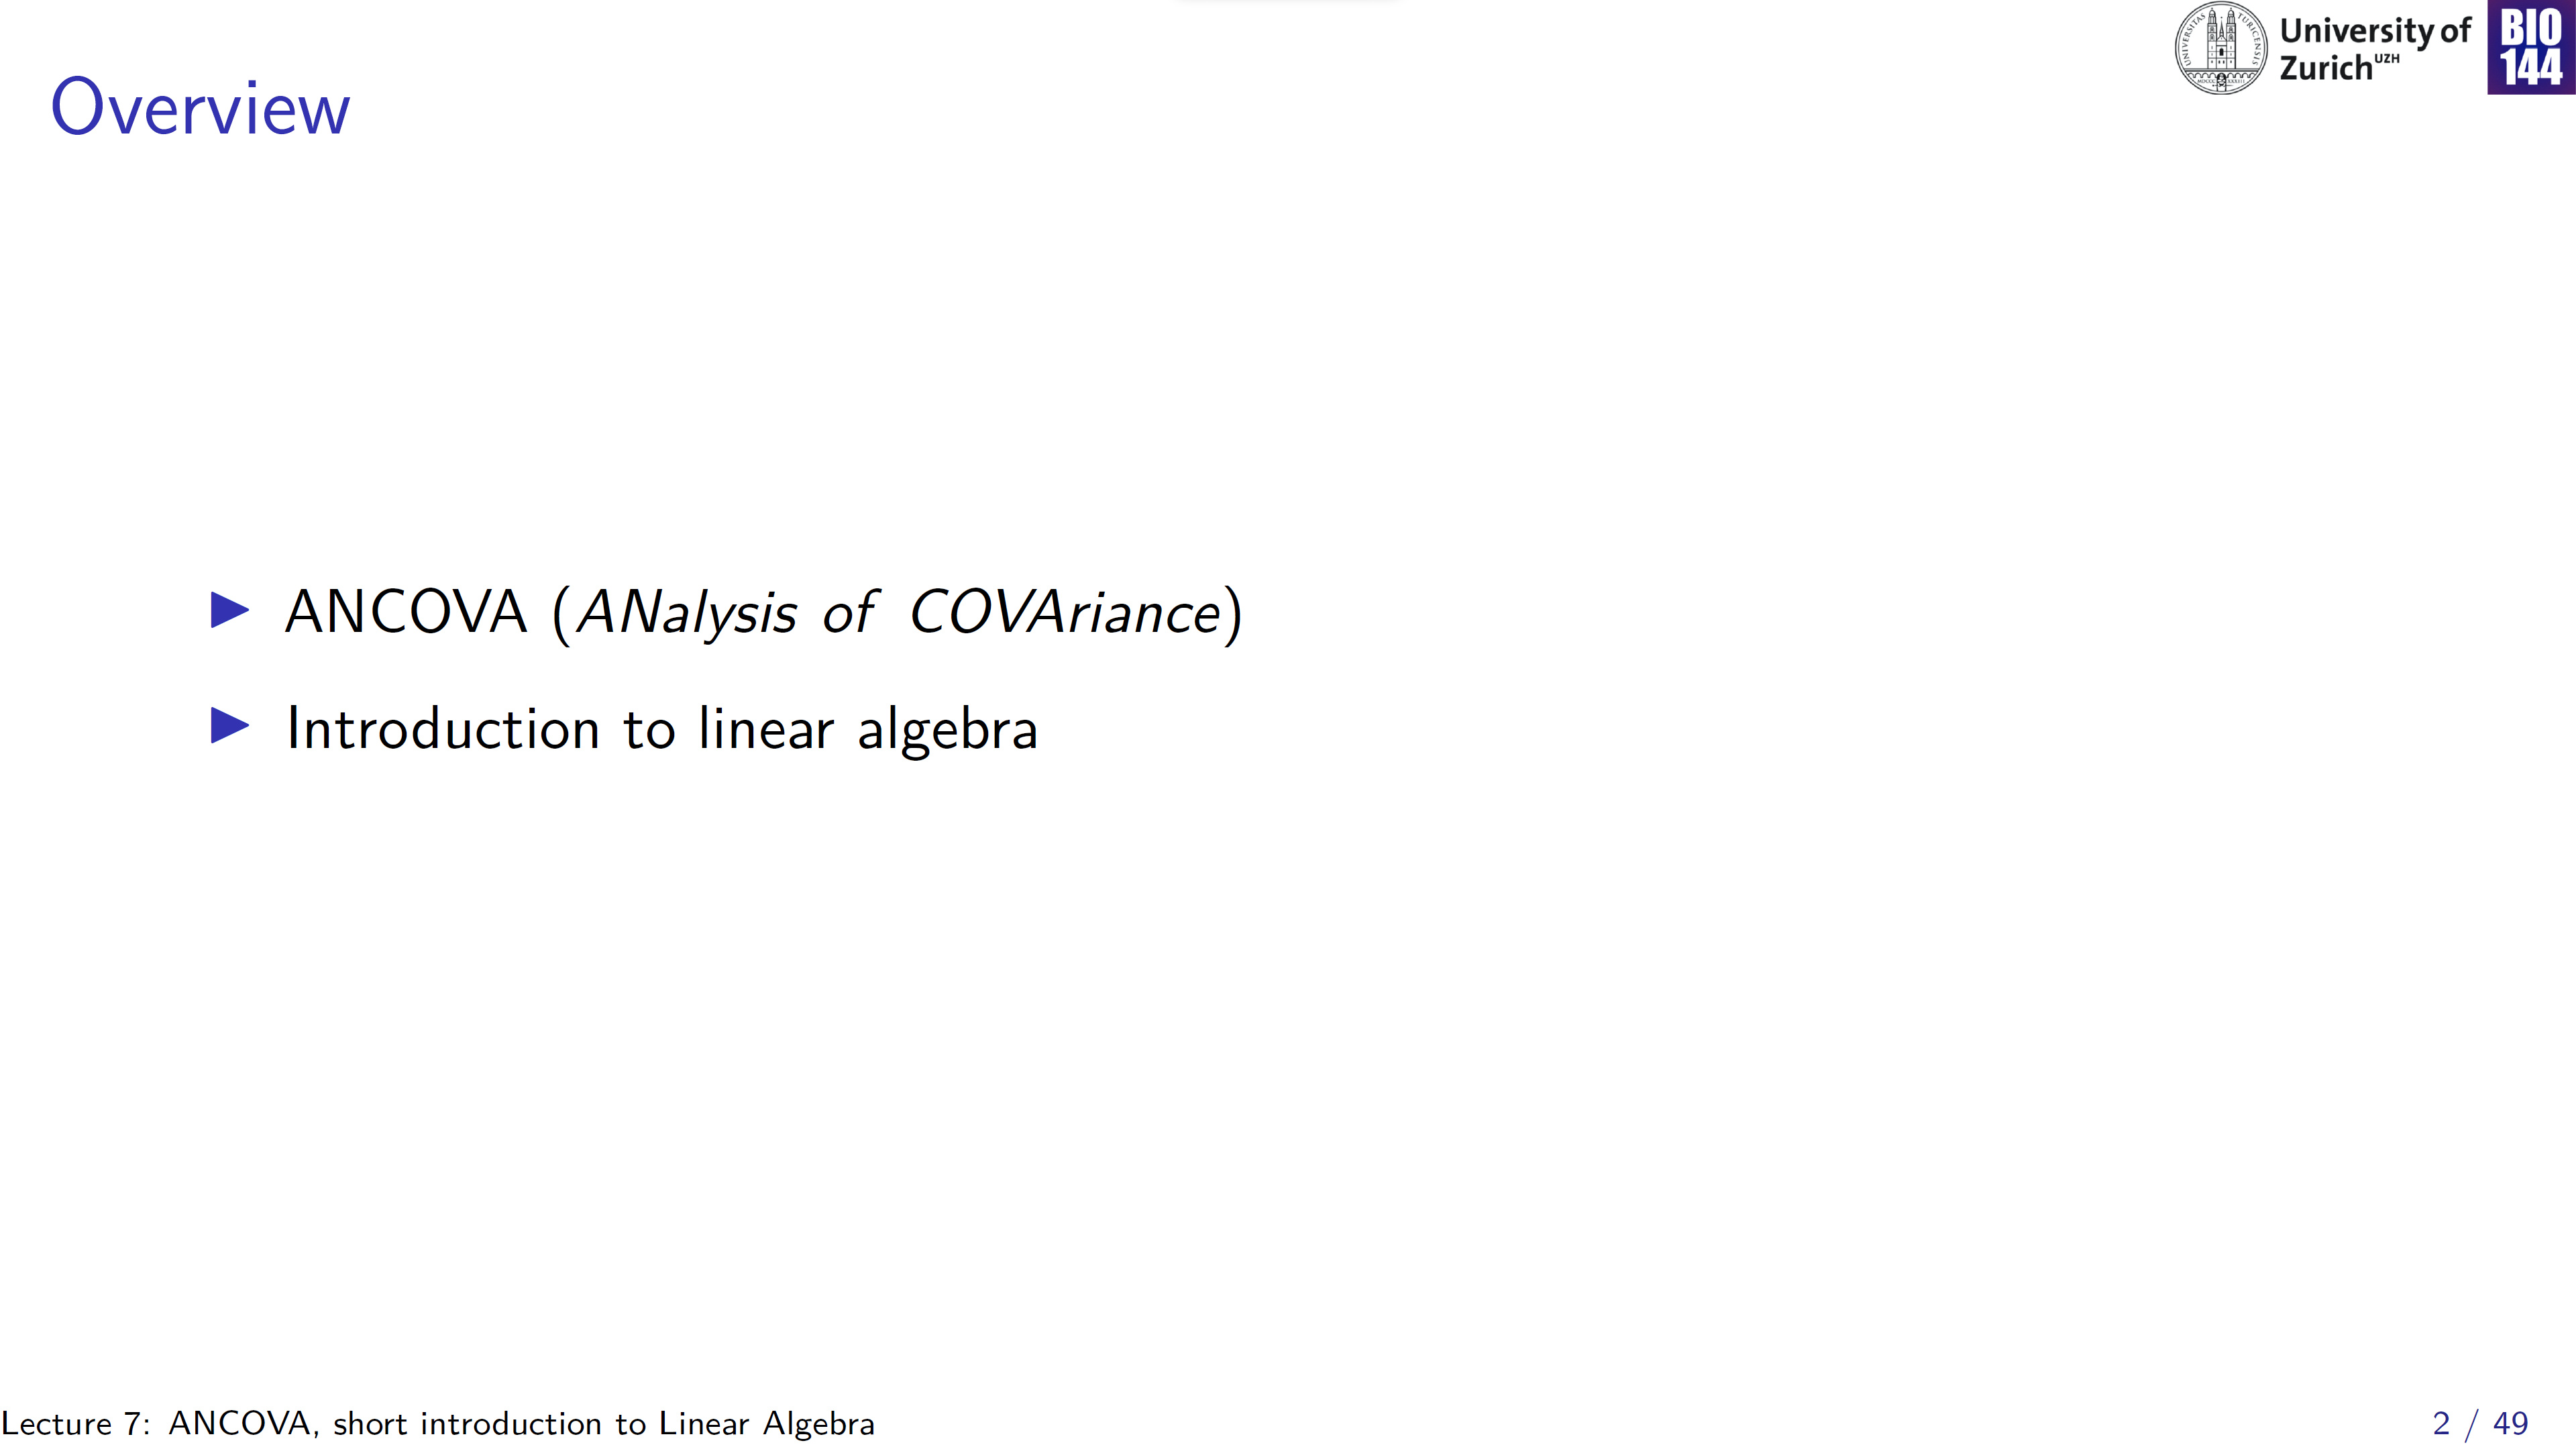 University of
Zurich UZH
BIO
144
Overview
ANCOVA (ANalysis of COVAriance)
Introduction to linear algebra
Lecture 7: ANCOVA, short introduction to Linear Algebra
2 / 49